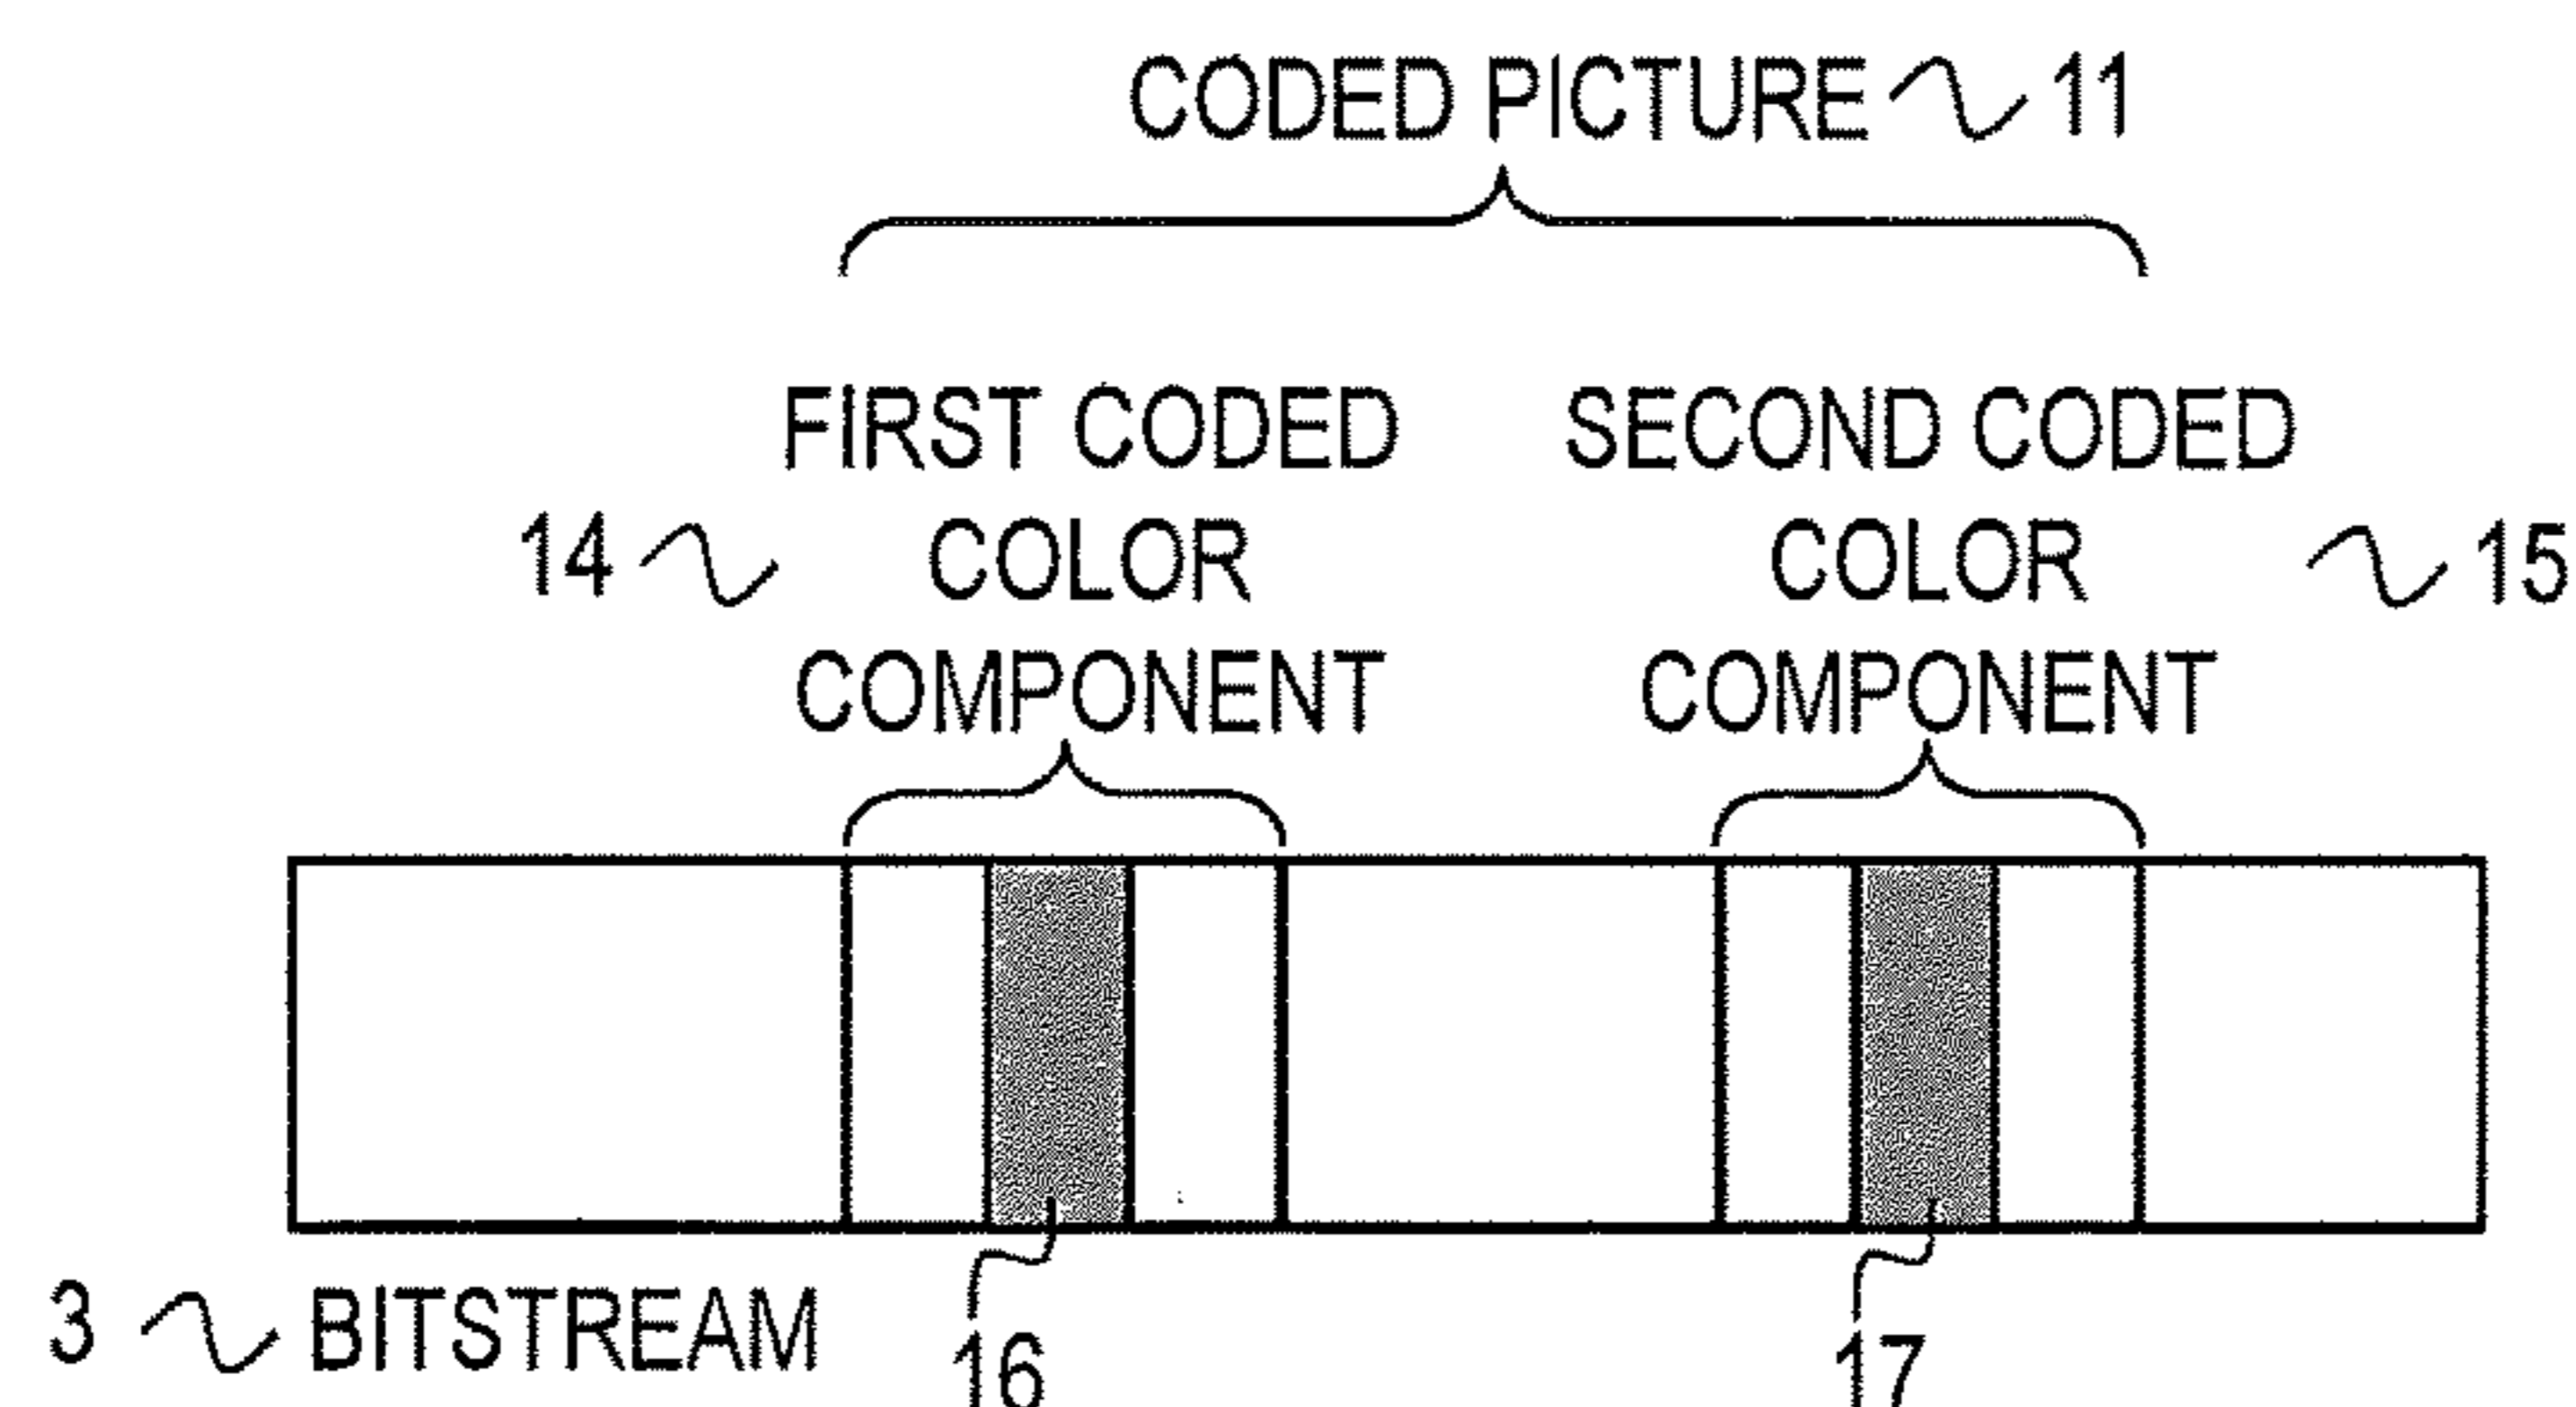 CODED PICTURE 11
FIRST CODED
COLOR
COMPONENT
14
SECOND CODED
COLOR
COMPONENT
15
3 BITSTREAM
16
17